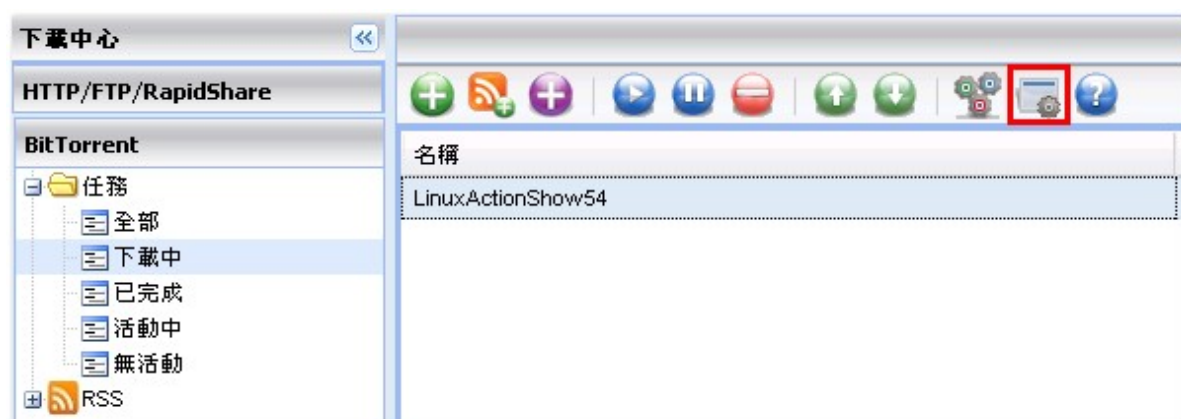 下載中心
HTTP/FTP/RapidShare
BitTorrent
任務
全部
下載中
已完成
活動中
無活動
RSS
名稱
LinuxActionShow54